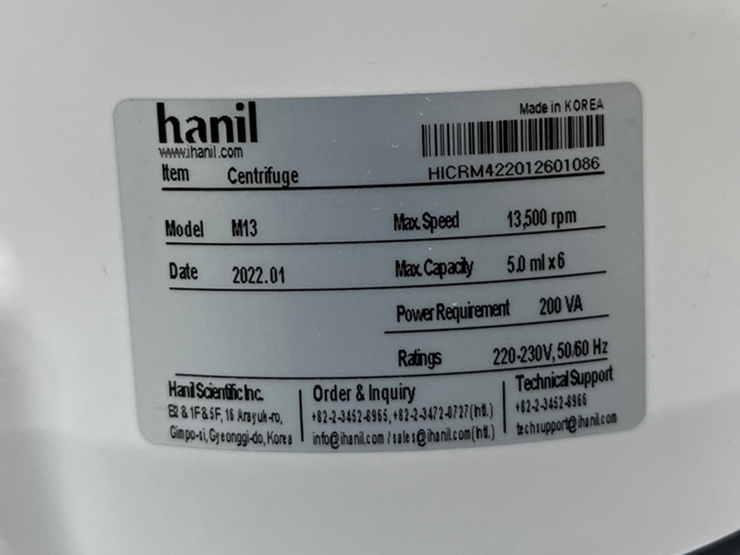 hanil
www.ihanil.com
Made in KOREA
HICRM422012601086
Item Centrifuge
Model M13
Max. Speed 13,500 rpm
Date 2022.01
Max. Capacity 5.0 ml x 6
Power Requirement 200 VA
Ratings 220-230V, 50/60 Hz
Hanil Scientific Inc.
B2 & 1F & 5F, 16 Arayuk-ro,
Gimpo-si, Gyeonggi-do, Korea
Order & Inquiry
+82-2-3452-8965, +82-2-3472-0727(Intl.)
info@ihanil.com / sales@ihanil.com(Intl.)
Technical Support
+82-2-3452-8966
techsupport@ihanil.com